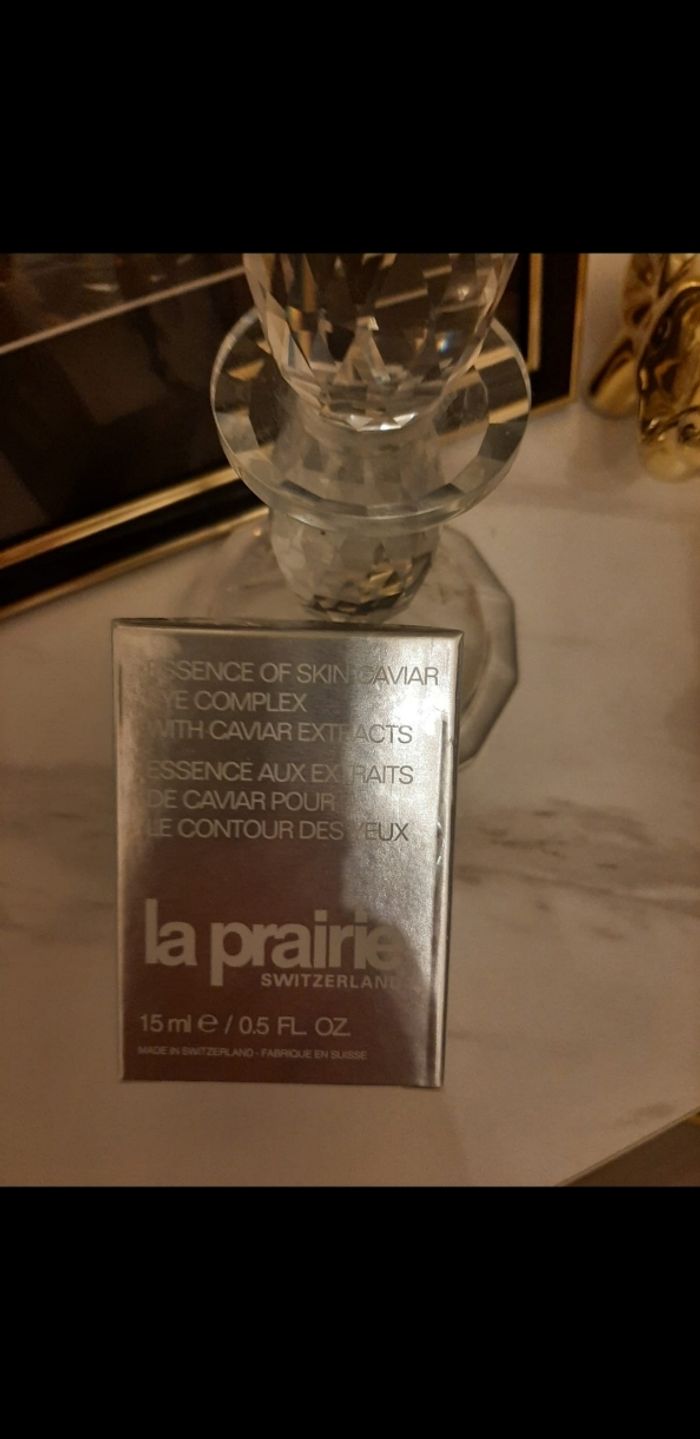 ESSENCE OF SKIN CAVIAR
EYE COMPLEX
WITH CAVIAR EXTRACTS
ESSENCE AUX EXTRAITS
DE CAVIAR POUR
LE CONTOUR DES YEUX
la prairie
SWITZERLAND
15 ml ℮ / 0.5 FL. OZ.
MADE IN SWITZERLAND - FABRIQUE EN SUISSE